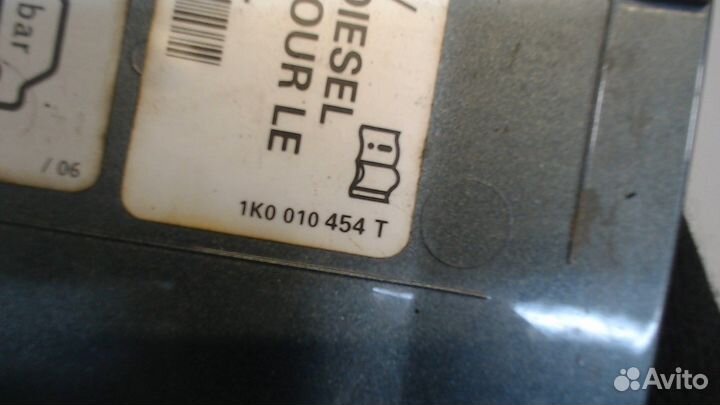 bar
/ 06
DIESEL
OUR LE
1K0 010 454 T
Avito